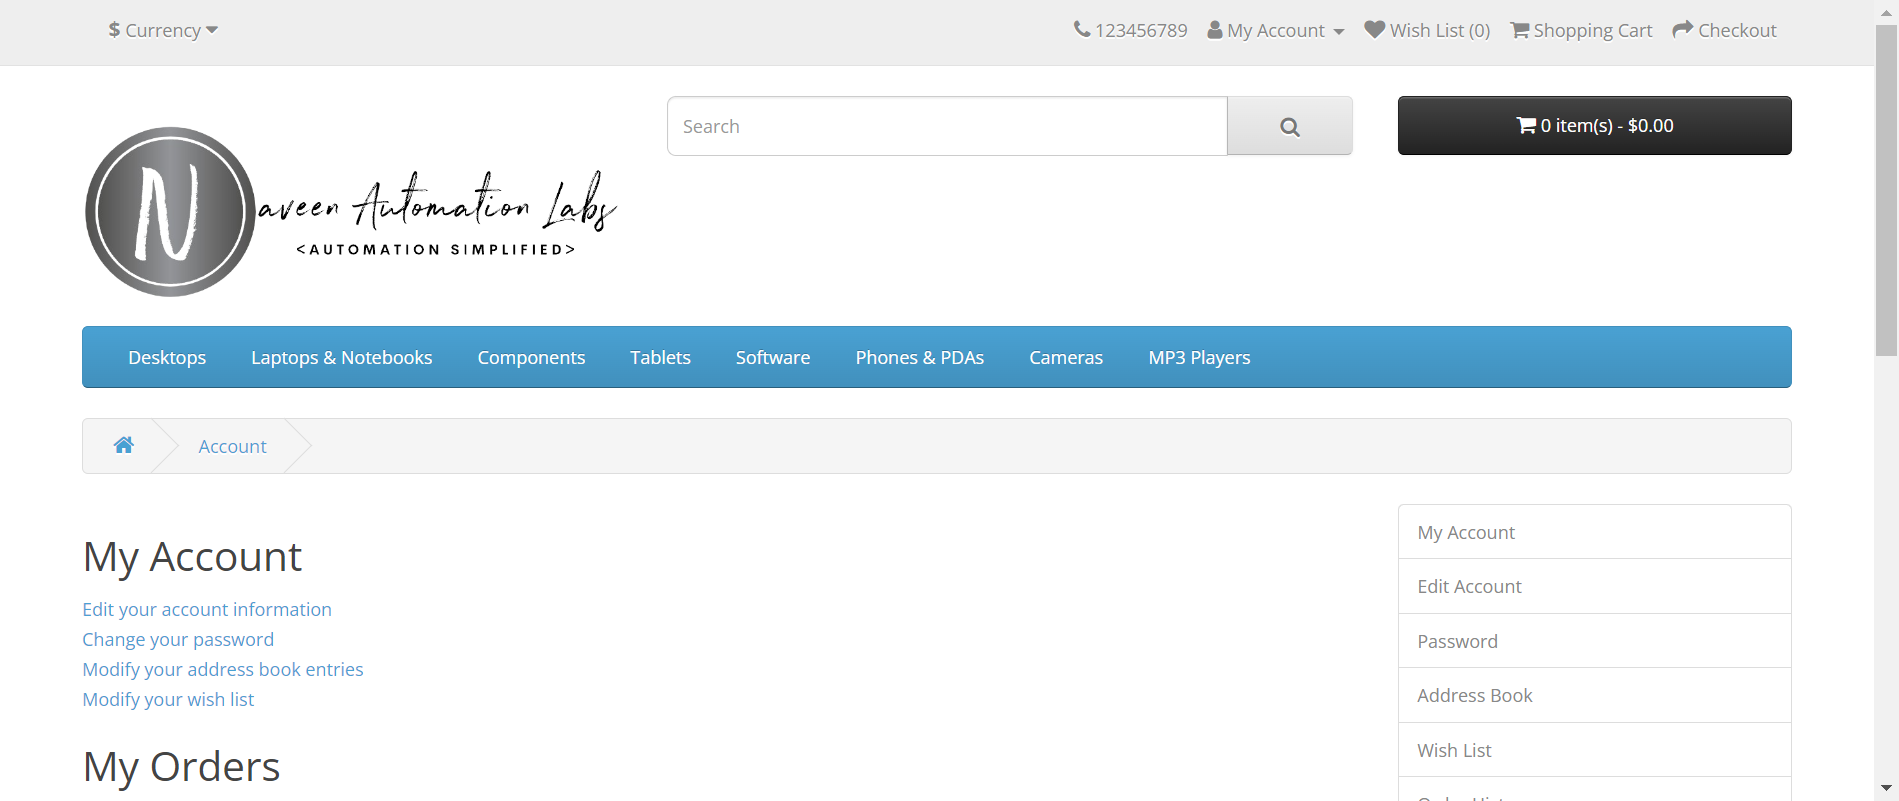 $ Currency
123456789 My Account Wish List (0) Shopping Cart Checkout
Search
0 item(s) - $0.00
Naveen Automation Labs
<AUTOMATION SIMPLIFIED>
Desktops Laptops & Notebooks Components Tablets Software Phones & PDAs Cameras MP3 Players
Account
My Account
Edit your account information
Change your password
Modify your address book entries
Modify your wish list
My Orders
My Account
Edit Account
Password
Address Book
Wish List